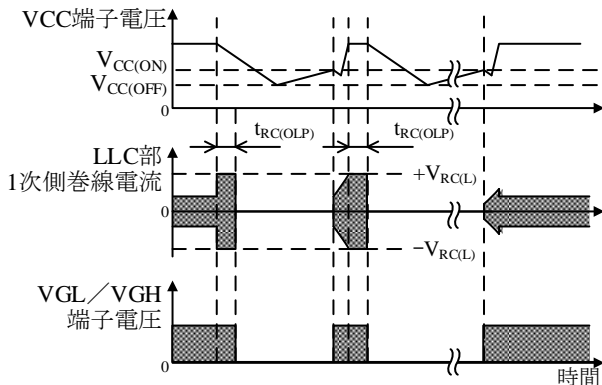 VCC端子電圧
V_CC(ON)
V_CC(OFF)
0
t_RC(OLP) t_RC(OLP)
LLC部
1次側巻線電流
+V_RC(L)
0
−V_RC(L)
VGL／VGH
端子電圧
0
時間